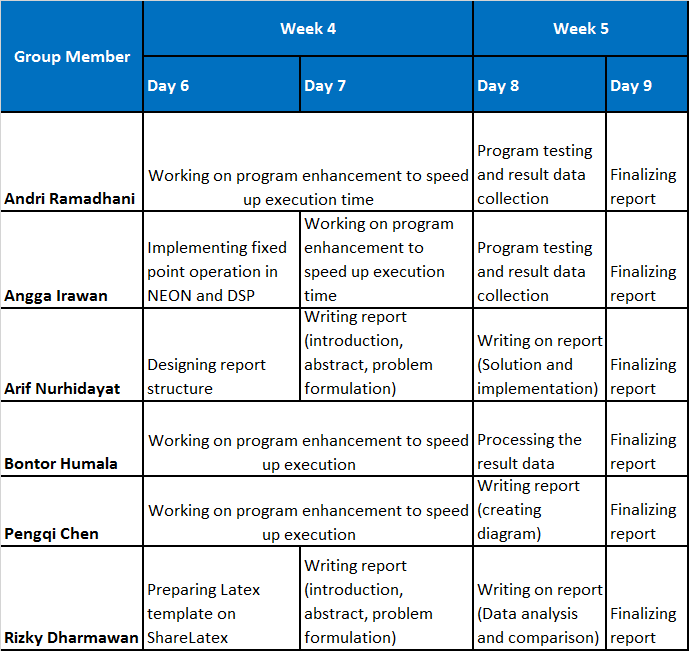 Group Member
Week 4
Week 5
Day 6
Day 7
Day 8
Day 9
Andri Ramadhani
Working on program enhancement to speed
up execution time
Program testing
and result data
collection
Finalizing
report
Angga Irawan
Implementing fixed
point operation in
NEON and DSP
Working on program
enhancement to
speed up execution
time
Program testing
and result data
collection
Finalizing
report
Arif Nurhidayat
Designing report
structure
Writing report
(introduction,
abstract, problem
formulation)
Writing on report
(Solution and
implementation)
Finalizing
report
Bontor Humala
Working on program enhancement to speed
up execution
Processing the
result data
Finalizing
report
Pengqi Chen
Working on program enhancement to speed
up execution
Writing report
(creating
diagram)
Finalizing
report
Rizky Dharmawan
Preparing Latex
template on
ShareLatex
Writing report
(introduction,
abstract, problem
formulation)
Writing on report
(Data analysis
and comparison)
Finalizing
report